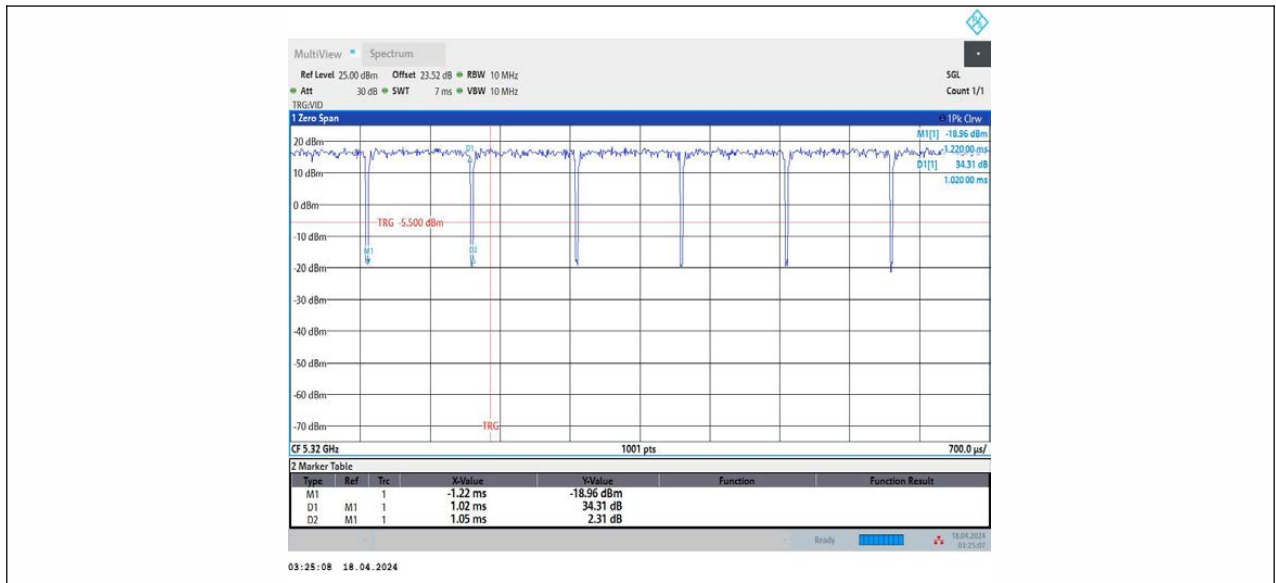 R S
MultiView Spectrum
Ref Level 25.00 dBm Offset 23.52 dB RBW 10 MHz SGL
Att 30 dB SWT 7 ms VBW 10 MHz Count 1/1
TRG:VID
1 Zero Span 1Pk Clrw
M1[1] -18.96 dBm
20 dBm
-1.220 00 ms
D1
D1[1] 34.31 dB
10 dBm
1.020 00 ms
0 dBm
TRG -5.500 dBm
-10 dBm
M1 D2
-20 dBm
-30 dBm
-40 dBm
-50 dBm
-60 dBm
-70 dBm
TRG
CF 5.32 GHz 1001 pts 700.0 µs/
2 Marker Table
Type Ref Trc X-Value Y-Value Function Function Result
M1 1 -1.22 ms -18.96 dBm
D1 M1 1 1.02 ms 34.31 dB
D2 M1 1 1.05 ms 2.31 dB
Ready 18.04.2024
03:25:07
03:25:08 18.04.2024